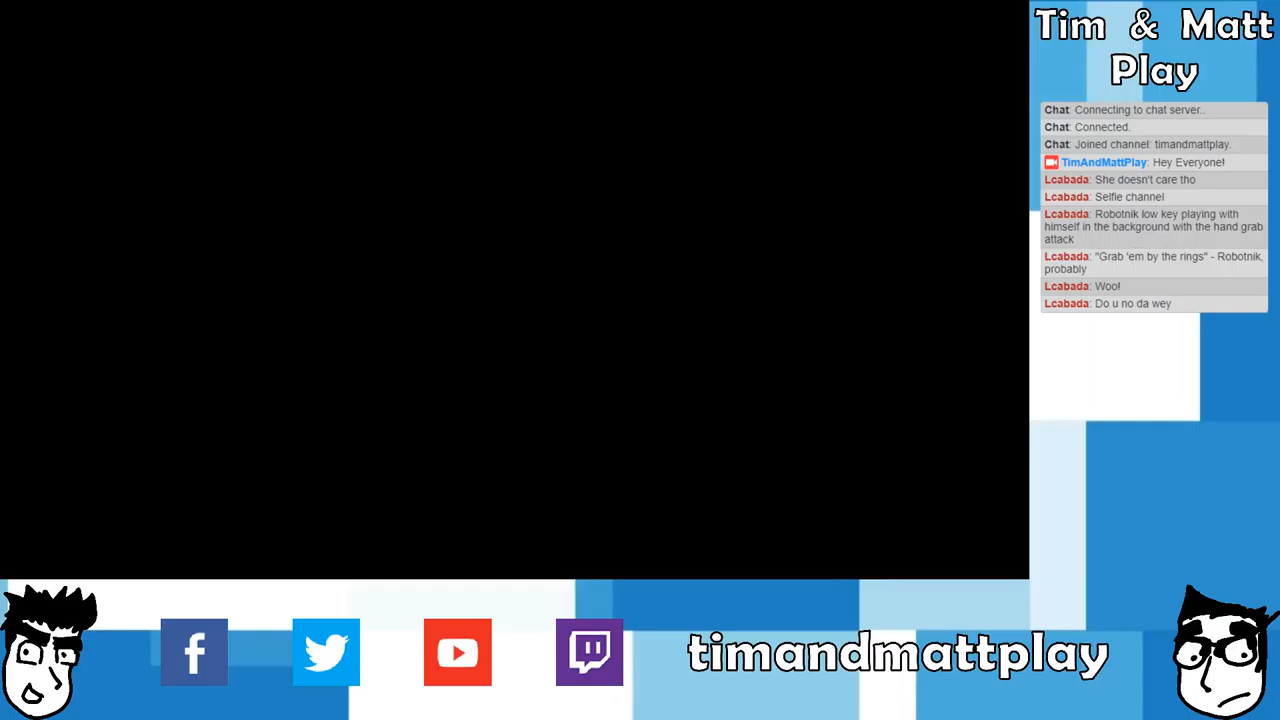 Tim & Matt
Play
Chat: Connecting to chat server..
Chat: Connected.
Chat: Joined channel: timandmattplay.
TimAndMattPlay: Hey Everyone!
Lcabada: She doesn't care tho
Lcabada: Selfie channel
Lcabada: Robotnik low key playing with
himself in the background with the hand grab
attack
Lcabada: "Grab 'em by the rings" - Robotnik,
probably
Lcabada: Woo!
Lcabada: Do u no da wey
timandmattplay